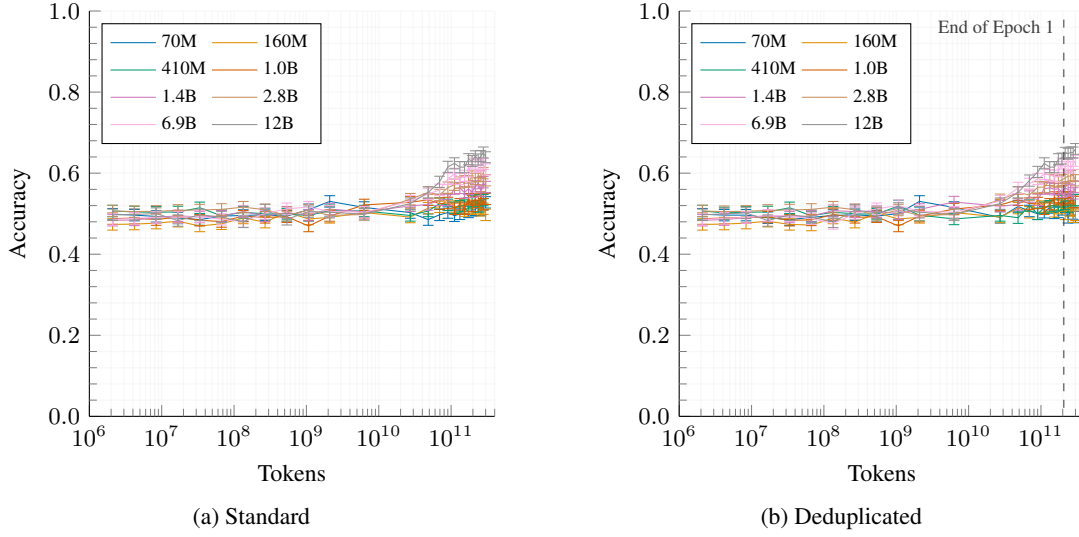 1.0
0.8
0.6
0.4
0.2
0.0
Accuracy
70M 160M
410M 1.0B
1.4B 2.8B
6.9B 12B
10^6 10^7 10^8 10^9 10^10 10^11
Tokens
(a) Standard
1.0
0.8
0.6
0.4
0.2
0.0
Accuracy
End of Epoch 1
70M 160M
410M 1.0B
1.4B 2.8B
6.9B 12B
10^6 10^7 10^8 10^9 10^10 10^11
Tokens
(b) Deduplicated